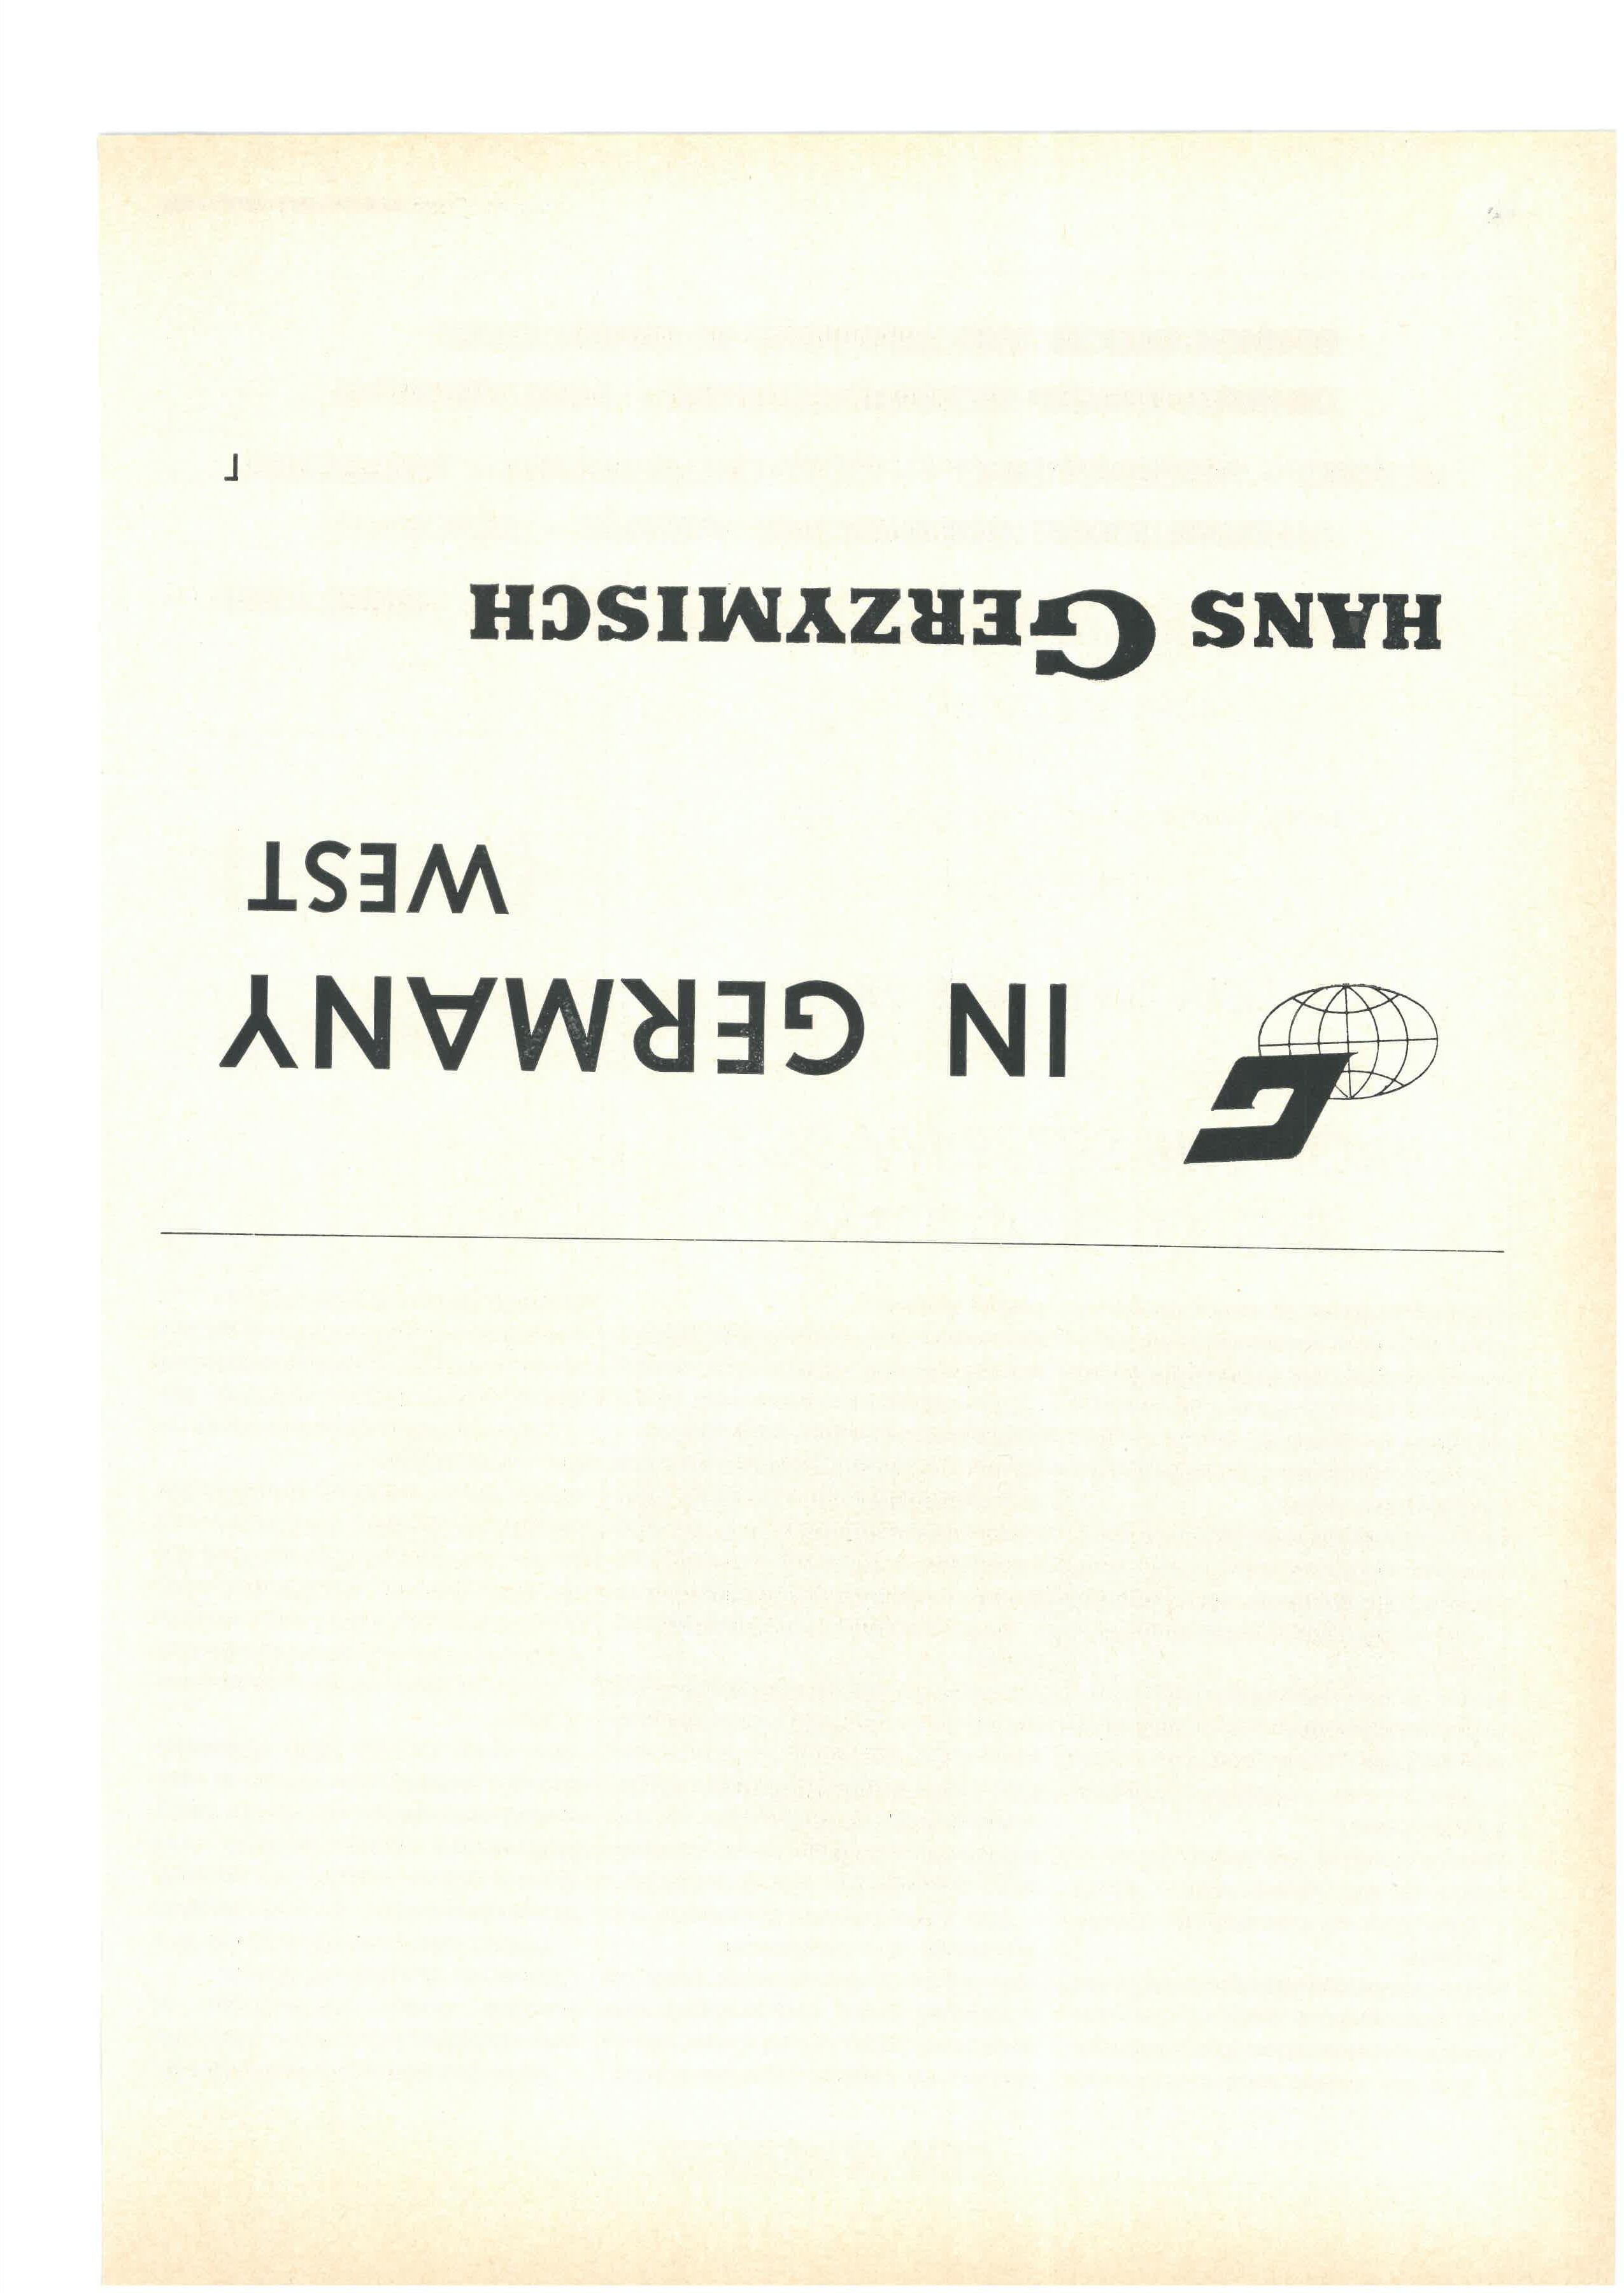 G IN GERMANY
WEST
HANS GERZYMISCH